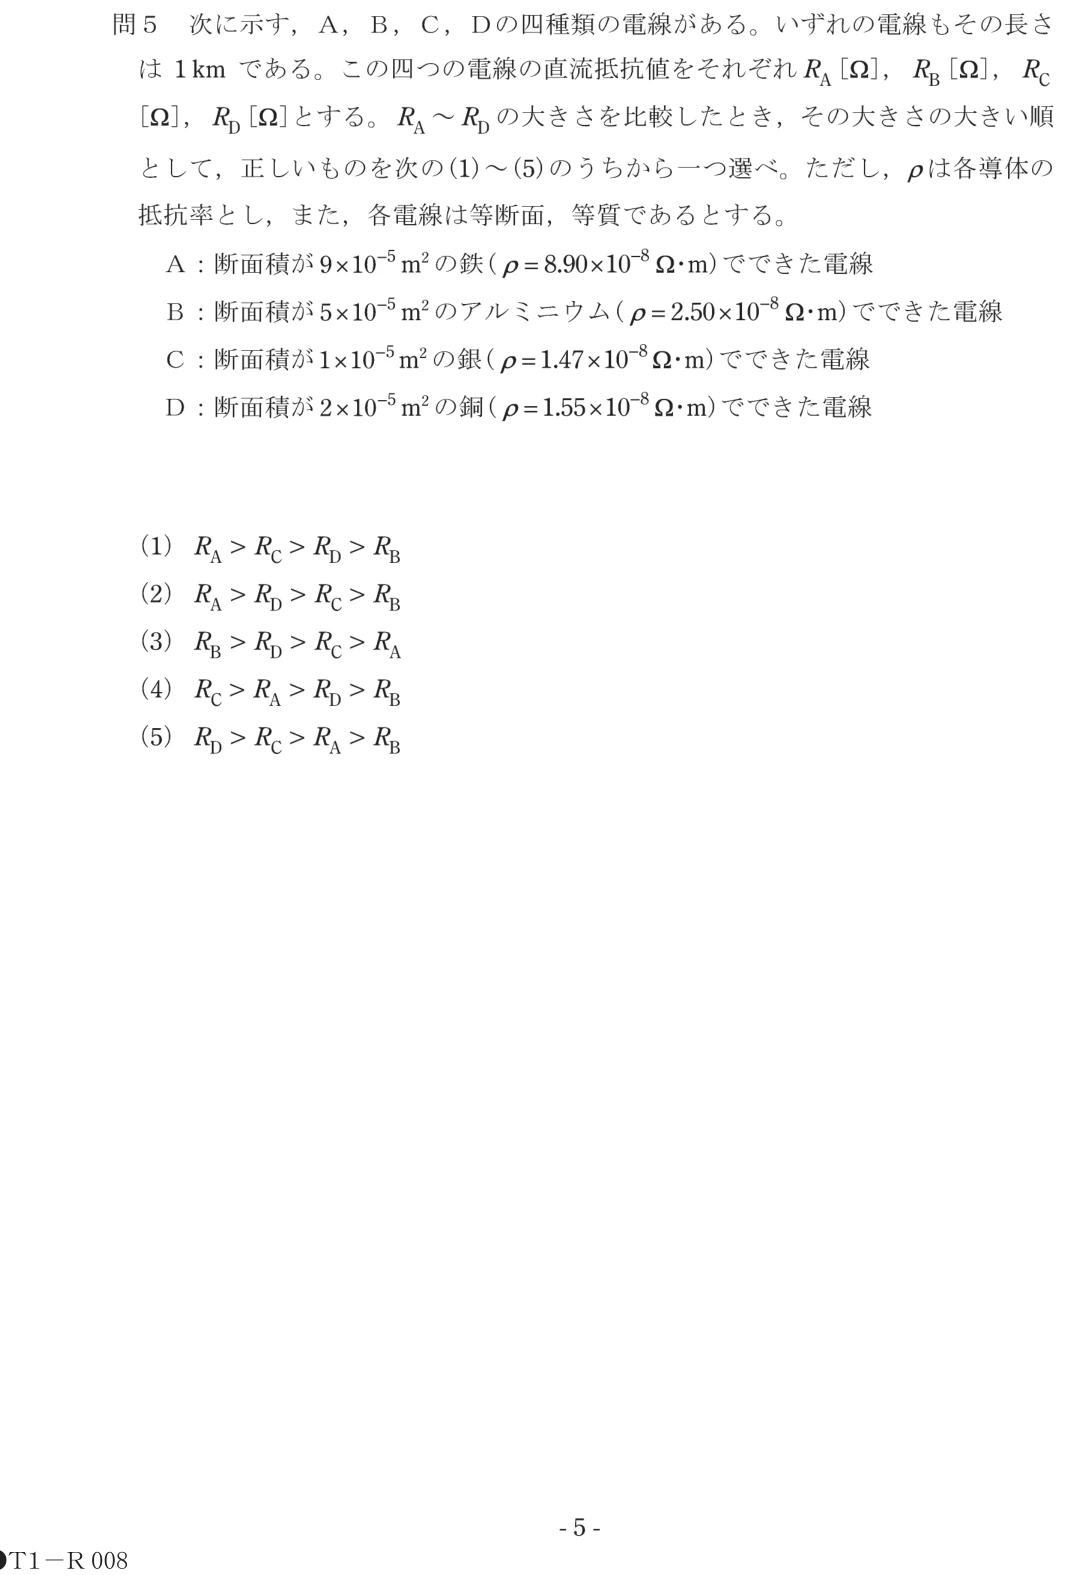 問５　次に示す，Ａ，Ｂ，Ｃ，Ｄの四種類の電線がある。いずれの電線もその長さ
は 1 km である。この四つの電線の直流抵抗値をそれぞれ R_A [Ω]，R_B [Ω]，R_C
[Ω]，R_D [Ω]とする。R_A～R_D の大きさを比較したとき，その大きさの大きい順
として，正しいものを次の(1)～(5)のうちから一つ選べ。ただし，ρは各導体の
抵抗率とし，また，各電線は等断面，等質であるとする。
Ａ：断面積が 9×10⁻⁵ m² の鉄(ρ=8.90×10⁻⁸ Ω·m)でできた電線
Ｂ：断面積が 5×10⁻⁵ m² のアルミニウム(ρ=2.50×10⁻⁸ Ω·m)でできた電線
Ｃ：断面積が 1×10⁻⁵ m² の銀(ρ=1.47×10⁻⁸ Ω·m)でできた電線
Ｄ：断面積が 2×10⁻⁵ m² の銅(ρ=1.55×10⁻⁸ Ω·m)でできた電線
(1)　R_A > R_C > R_D > R_B
(2)　R_A > R_D > R_C > R_B
(3)　R_B > R_D > R_C > R_A
(4)　R_C > R_A > R_D > R_B
(5)　R_D > R_C > R_A > R_B
- 5 -
●T1－R 008